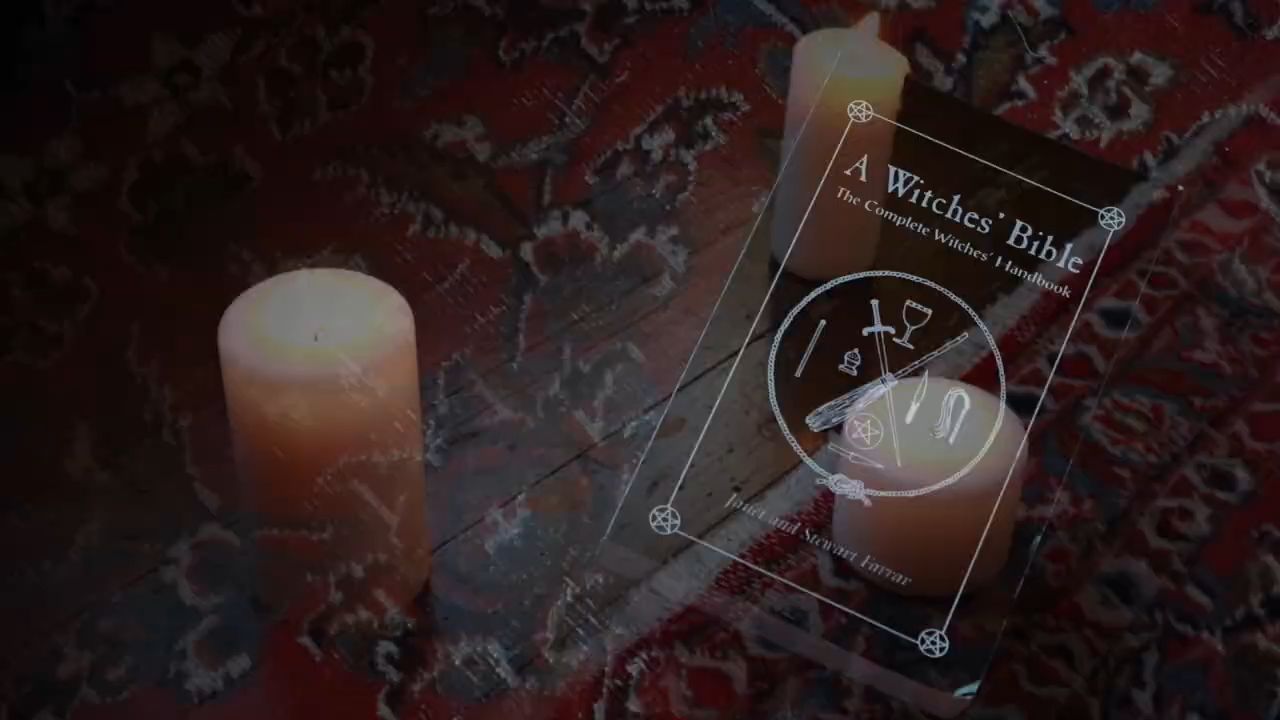 A Witches' Bible
The Complete Witches' Handbook
Janet and Stewart Farrar